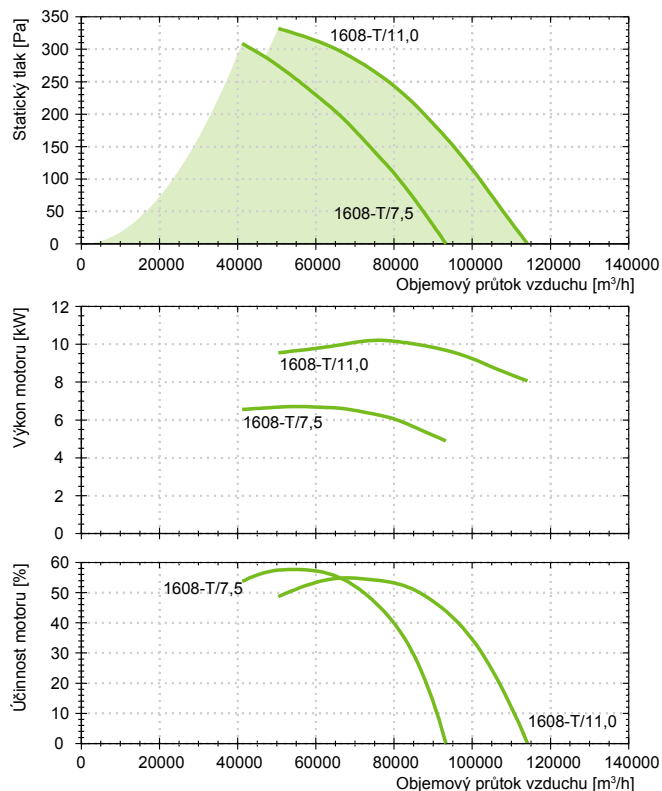 Statický tlak [Pa]
350
300
250
200
150
100
50
0
1608-T/11,0
1608-T/7,5
0 20000 40000 60000 80000 100000 120000 140000
Objemový průtok vzduchu [m³/h]
Výkon motoru [kW]
12
10
8
6
4
2
0
1608-T/11,0
1608-T/7,5
Účinnost motoru [%]
60
50
40
30
20
10
0
1608-T/7,5
1608-T/11,0
0 20000 40000 60000 80000 100000 120000 140000
Objemový průtok vzduchu [m³/h]